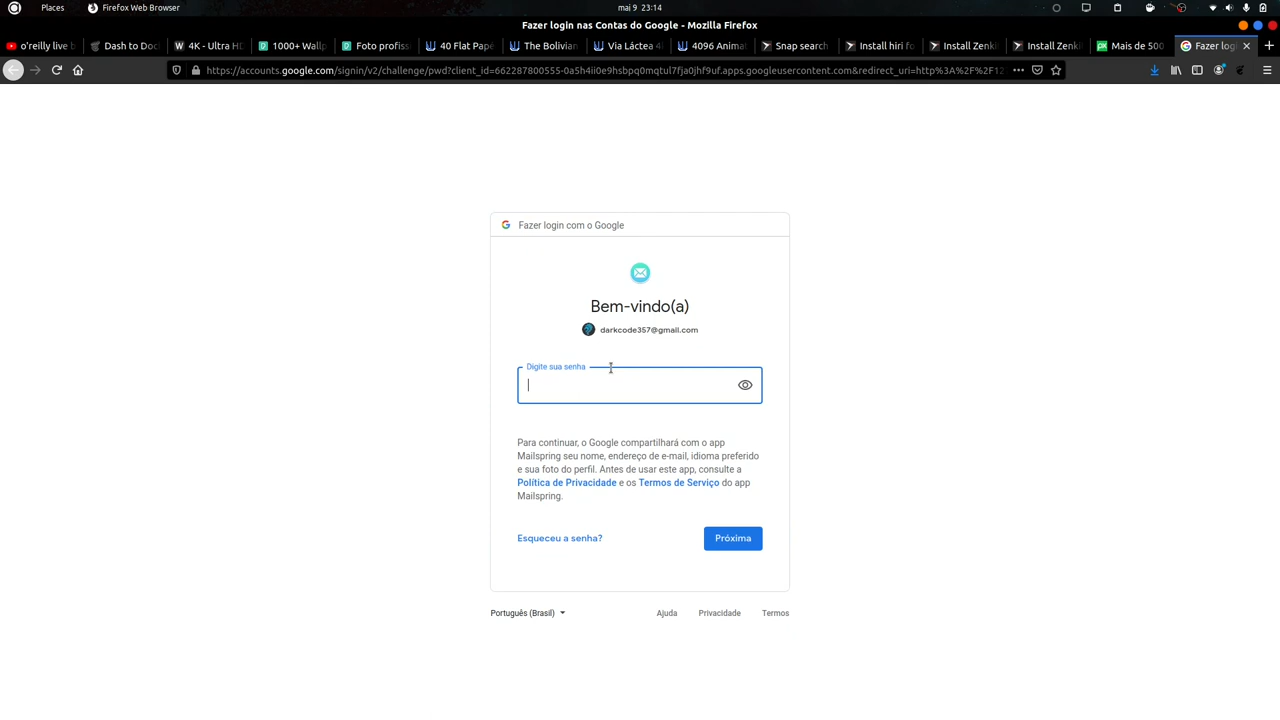 Places
Firefox Web Browser
maj 9 23:14
Fazer login nas Contas do Google - Mozilla Firefox
o'reilly live b
Dash to Doc
4K - Ultra HD
1000+ Wallp
Foto profiss
40 Flat Pape
The Bolivian
Via Láctea 4
4096 Animat
Snap search
Install hiri fo
Install Zenki
Install Zenki
Mais de 500
Fazer logi
https://accounts.google.com/signin/v2/challenge/pwd?client_id=662287800555-0a5h4ii0e9hsbpq0mqtul7fja0jhf9uf.apps.googleusercontent.com&redirect_uri=http%3A%2F%2F12
Fazer login com o Google
Bem-vindo(a)
darkcode357@gmail.com
Digite sua senha
Para continuar, o Google compartilhará com o app
Mailspring seu nome, endereço de e-mail, idioma preferido
e sua foto do perfil. Antes de usar este app, consulte a
Política de Privacidade e os Termos de Serviço do app
Mailspring.
Esqueceu a senha?
Próxima
Português (Brasil)
Ajuda
Privacidade
Termos